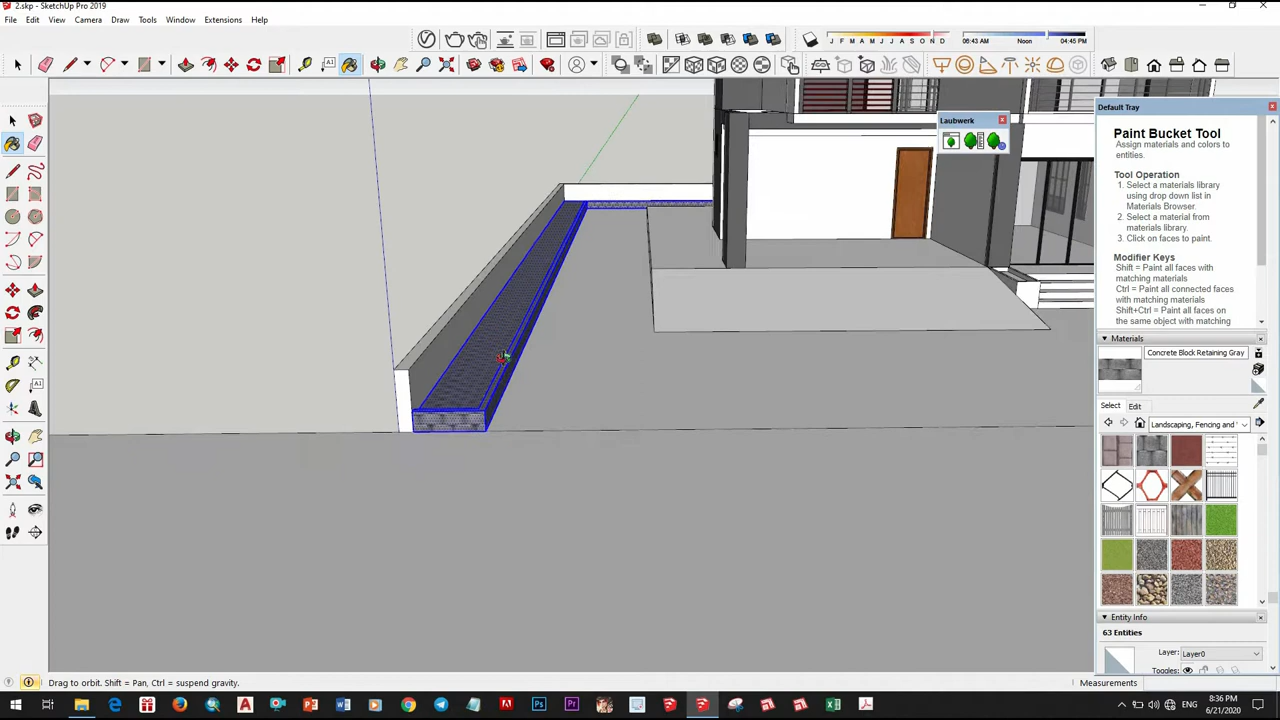 2.skp - SketchUp Pro 2019
File Edit View Camera Draw Tools Window Extensions Help
J F M A M J J A S O N D
06:43 AM Noon 04:45 PM
Laubwerk
Default Tray
Paint Bucket Tool
Assign materials and colors to
entities.
Tool Operation
1. Select a materials library
using drop down list in
Materials Browser.
2. Select a material from
materials library.
3. Click on faces to paint.
Modifier Keys
Shift = Paint all faces with
matching materials
Ctrl = Paint all connected faces
with matching materials
Shift+Ctrl = Paint all faces on
the same object with matching
Materials
Concrete Block Retaining Gray
Select Edit
Landscaping, Fencing and
Entity Info
63 Entities
Layer: Layer0
Toggles:
Drag to orbit. Shift = Pan, Ctrl = suspend gravity.
Measurements
8:36 PM
6/21/2020